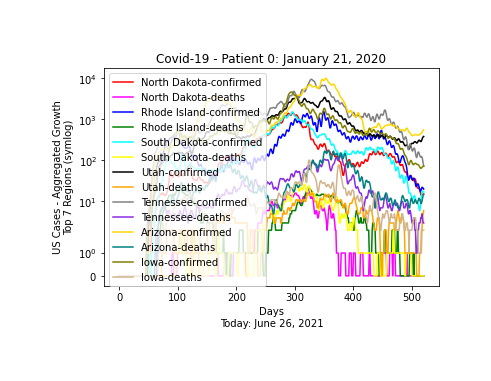 Covid-19 - Patient 0: January 21, 2020
US Cases - Aggregated Growth
Top 7 Regions (symlog)
10^4
10^3
10^2
10^1
10^0
0
North Dakota-confirmed
North Dakota-deaths
Rhode Island-confirmed
Rhode Island-deaths
South Dakota-confirmed
South Dakota-deaths
Utah-confirmed
Utah-deaths
Tennessee-confirmed
Tennessee-deaths
Arizona-confirmed
Arizona-deaths
Iowa-confirmed
Iowa-deaths
0 100 200 300 400 500
Days
Today: June 26, 2021